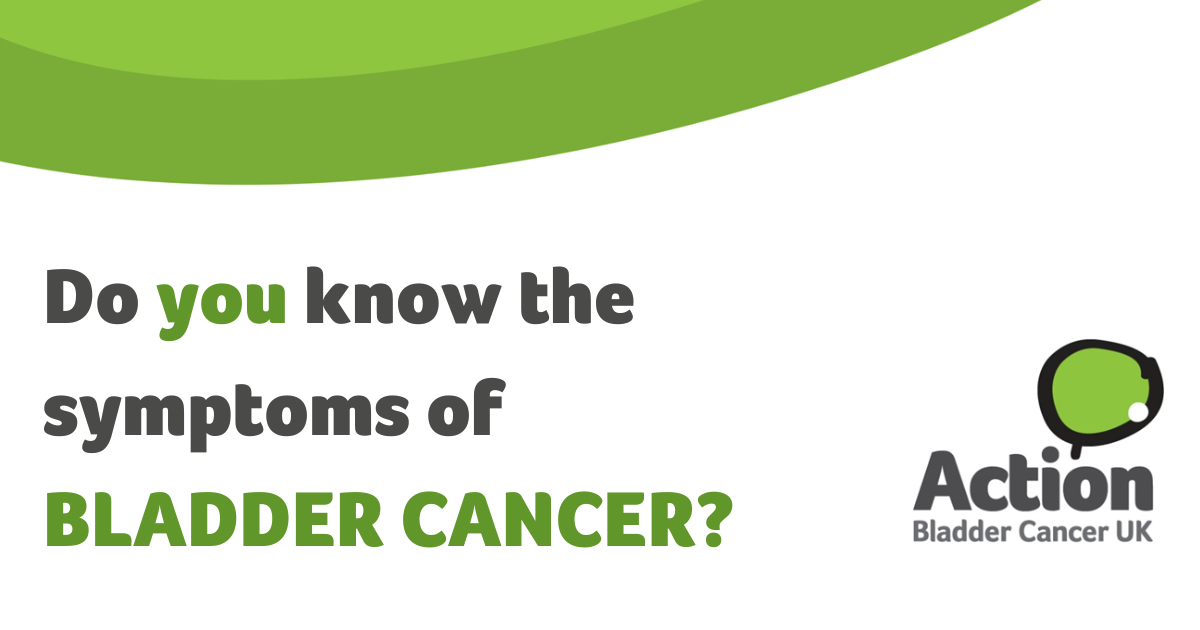 Do you know the
symptoms of
BLADDER CANCER?
Action
Bladder Cancer UK